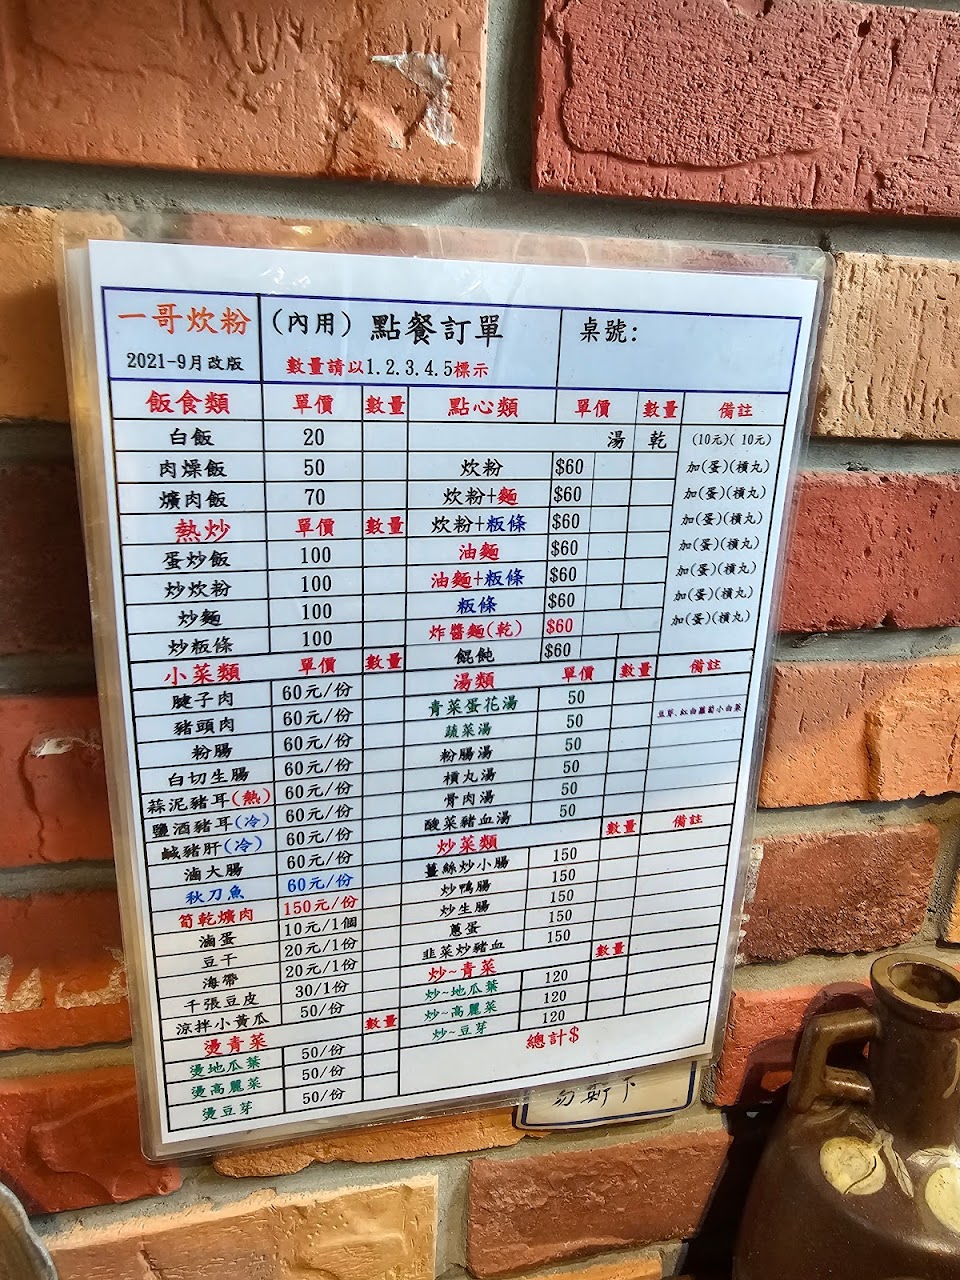 一哥炊粉 (內用) 點餐訂單 桌號:
2021-9月改版 數量請以1.2.3.4.5標示
飯食類 單價 數量 點心類 單價 數量 備註
白飯 20 湯 乾 (10元)(10元)
肉燥飯 50 炊粉 $60 加(蛋)(槓丸)
爌肉飯 70 炊粉+麵 $60 加(蛋)(槓丸)
熱炒 單價 數量 炊粉+粄條 $60 加(蛋)(槓丸)
蛋炒飯 100 油麵 $60 加(蛋)(槓丸)
炒炊粉 100 油麵+粄條 $60 加(蛋)(槓丸)
炒麵 100 粄條 $60 加(蛋)(槓丸)
炒粄條 100 炸醬麵(乾) $60 加(蛋)(槓丸)
餛飩 $60
小菜類 單價 數量 湯類 單價 數量 備註
腱子肉 60元/份 青菜蛋花湯 50
豬頭肉 60元/份 蔬菜湯 50
粉腸 60元/份 粉腸湯 50
白切生腸 60元/份 槓丸湯 50
蒜泥豬耳(熱) 60元/份 骨肉湯 50
鹽酒豬耳(冷) 60元/份 酸菜豬血湯 50
鹹豬肝(冷) 60元/份 炒菜類 數量 備註
滷大腸 60元/份 薑絲炒小腸 150
秋刀魚 60元/份 炒鴨腸 150
筍乾爌肉 150元/份 炒生腸 150
滷蛋 10元/1個 蔥蛋 150
豆干 20元/1份 韭菜炒豬血 150
海帶 20元/1份 炒~青菜 數量
千張豆皮 30/1份 炒~地瓜葉 120
涼拌小黃瓜 50/份 炒~高麗菜 120
燙青菜 數量 炒~豆芽 120
燙地瓜葉 50/份 總計$
燙高麗菜 50/份
燙豆芽 50/份